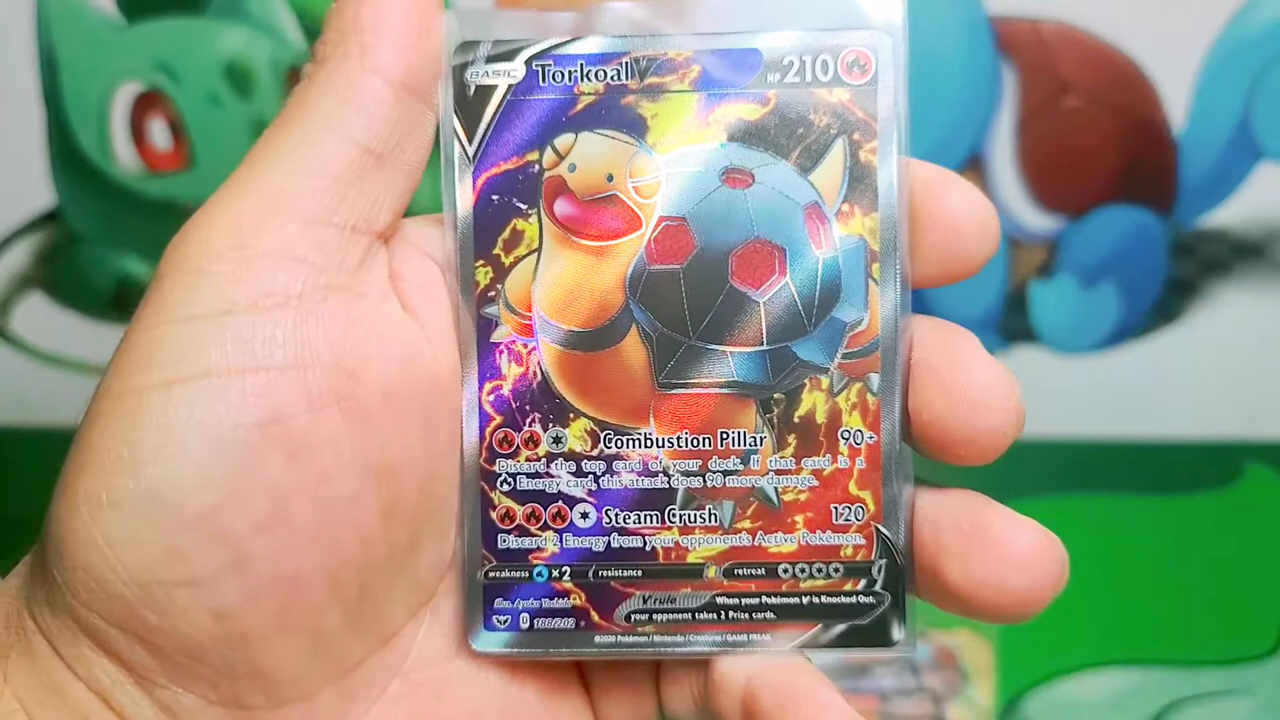 BASIC Torkoal V HP 210
Combustion Pillar 90+
Discard the top card of your deck. If that card is a
Energy card, this attack does 90 more damage.
Steam Crush 120
Discard 2 Energy from your opponent's Active Pokémon.
weakness ×2 resistance retreat
Illus. Ayaka Yoshida
V rule When your Pokémon V is Knocked Out,
your opponent takes 2 Prize cards.
D 188/202
©2020 Pokémon / Nintendo / Creatures / GAME FREAK